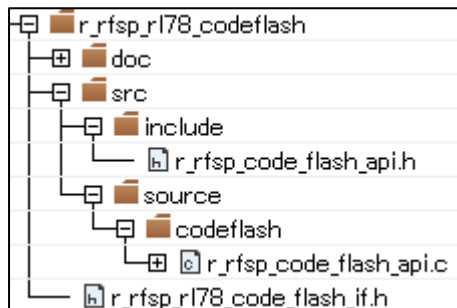 r_rfsp_rl78_codeflash
doc
src
include
r_rfsp_code_flash_api.h
source
codeflash
r_rfsp_code_flash_api.c
r_rfsp_rl78_code_flash_if.h